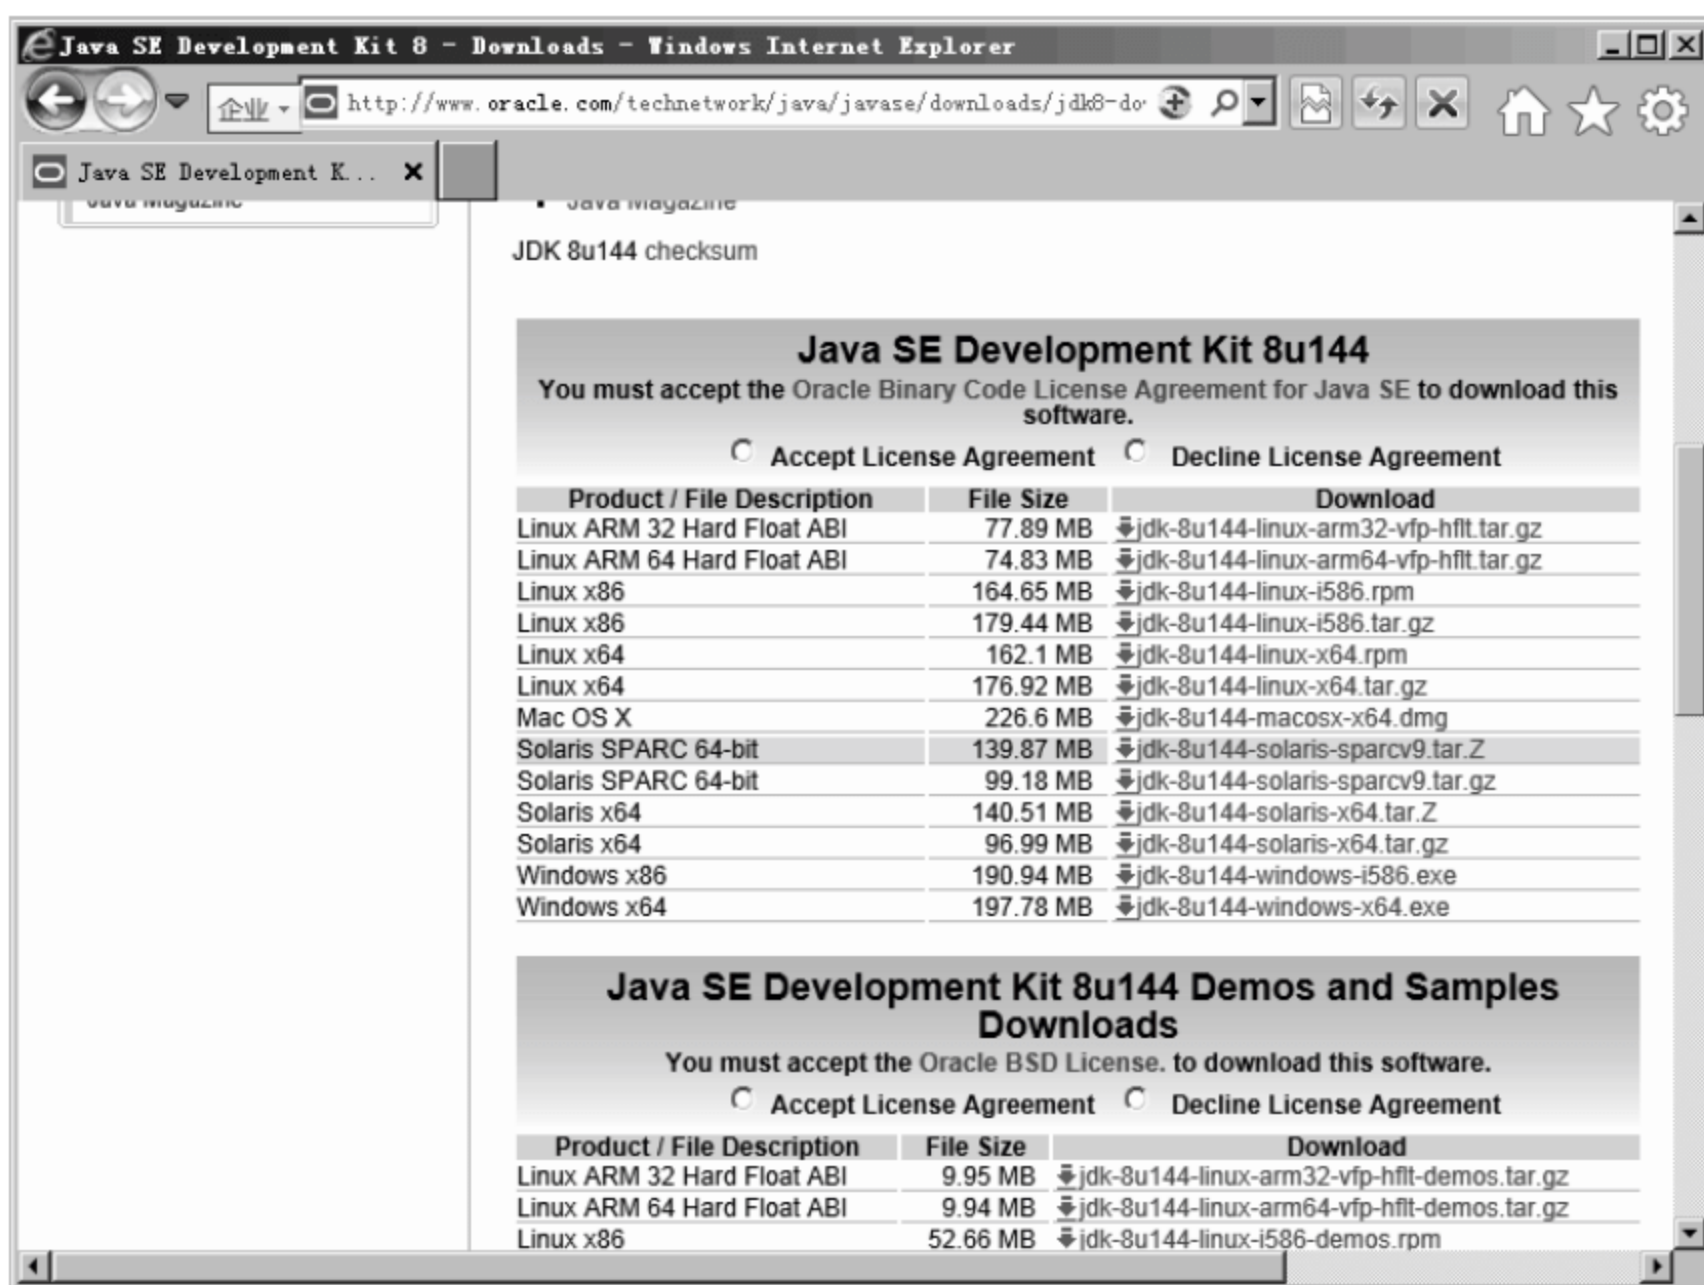 Java SE Development Kit 8 - Downloads - Windows Internet Explorer
企业
http://www.oracle.com/technetwork/java/javase/downloads/jdk8-do
Java SE Development K...
Java Magazine
Java Magazine
JDK 8u144 checksum
Java SE Development Kit 8u144
You must accept the Oracle Binary Code License Agreement for Java SE to download this
software.
Accept License Agreement Decline License Agreement
Product / File Description File Size Download
Linux ARM 32 Hard Float ABI 77.89 MB jdk-8u144-linux-arm32-vfp-hflt.tar.gz
Linux ARM 64 Hard Float ABI 74.83 MB jdk-8u144-linux-arm64-vfp-hflt.tar.gz
Linux x86 164.65 MB jdk-8u144-linux-i586.rpm
Linux x86 179.44 MB jdk-8u144-linux-i586.tar.gz
Linux x64 162.1 MB jdk-8u144-linux-x64.rpm
Linux x64 176.92 MB jdk-8u144-linux-x64.tar.gz
Mac OS X 226.6 MB jdk-8u144-macosx-x64.dmg
Solaris SPARC 64-bit 139.87 MB jdk-8u144-solaris-sparcv9.tar.Z
Solaris SPARC 64-bit 99.18 MB jdk-8u144-solaris-sparcv9.tar.gz
Solaris x64 140.51 MB jdk-8u144-solaris-x64.tar.Z
Solaris x64 96.99 MB jdk-8u144-solaris-x64.tar.gz
Windows x86 190.94 MB jdk-8u144-windows-i586.exe
Windows x64 197.78 MB jdk-8u144-windows-x64.exe
Java SE Development Kit 8u144 Demos and Samples
Downloads
You must accept the Oracle BSD License. to download this software.
Accept License Agreement Decline License Agreement
Product / File Description File Size Download
Linux ARM 32 Hard Float ABI 9.95 MB jdk-8u144-linux-arm32-vfp-hflt-demos.tar.gz
Linux ARM 64 Hard Float ABI 9.94 MB jdk-8u144-linux-arm64-vfp-hflt-demos.tar.gz
Linux x86 52.66 MB jdk-8u144-linux-i586-demos.rpm